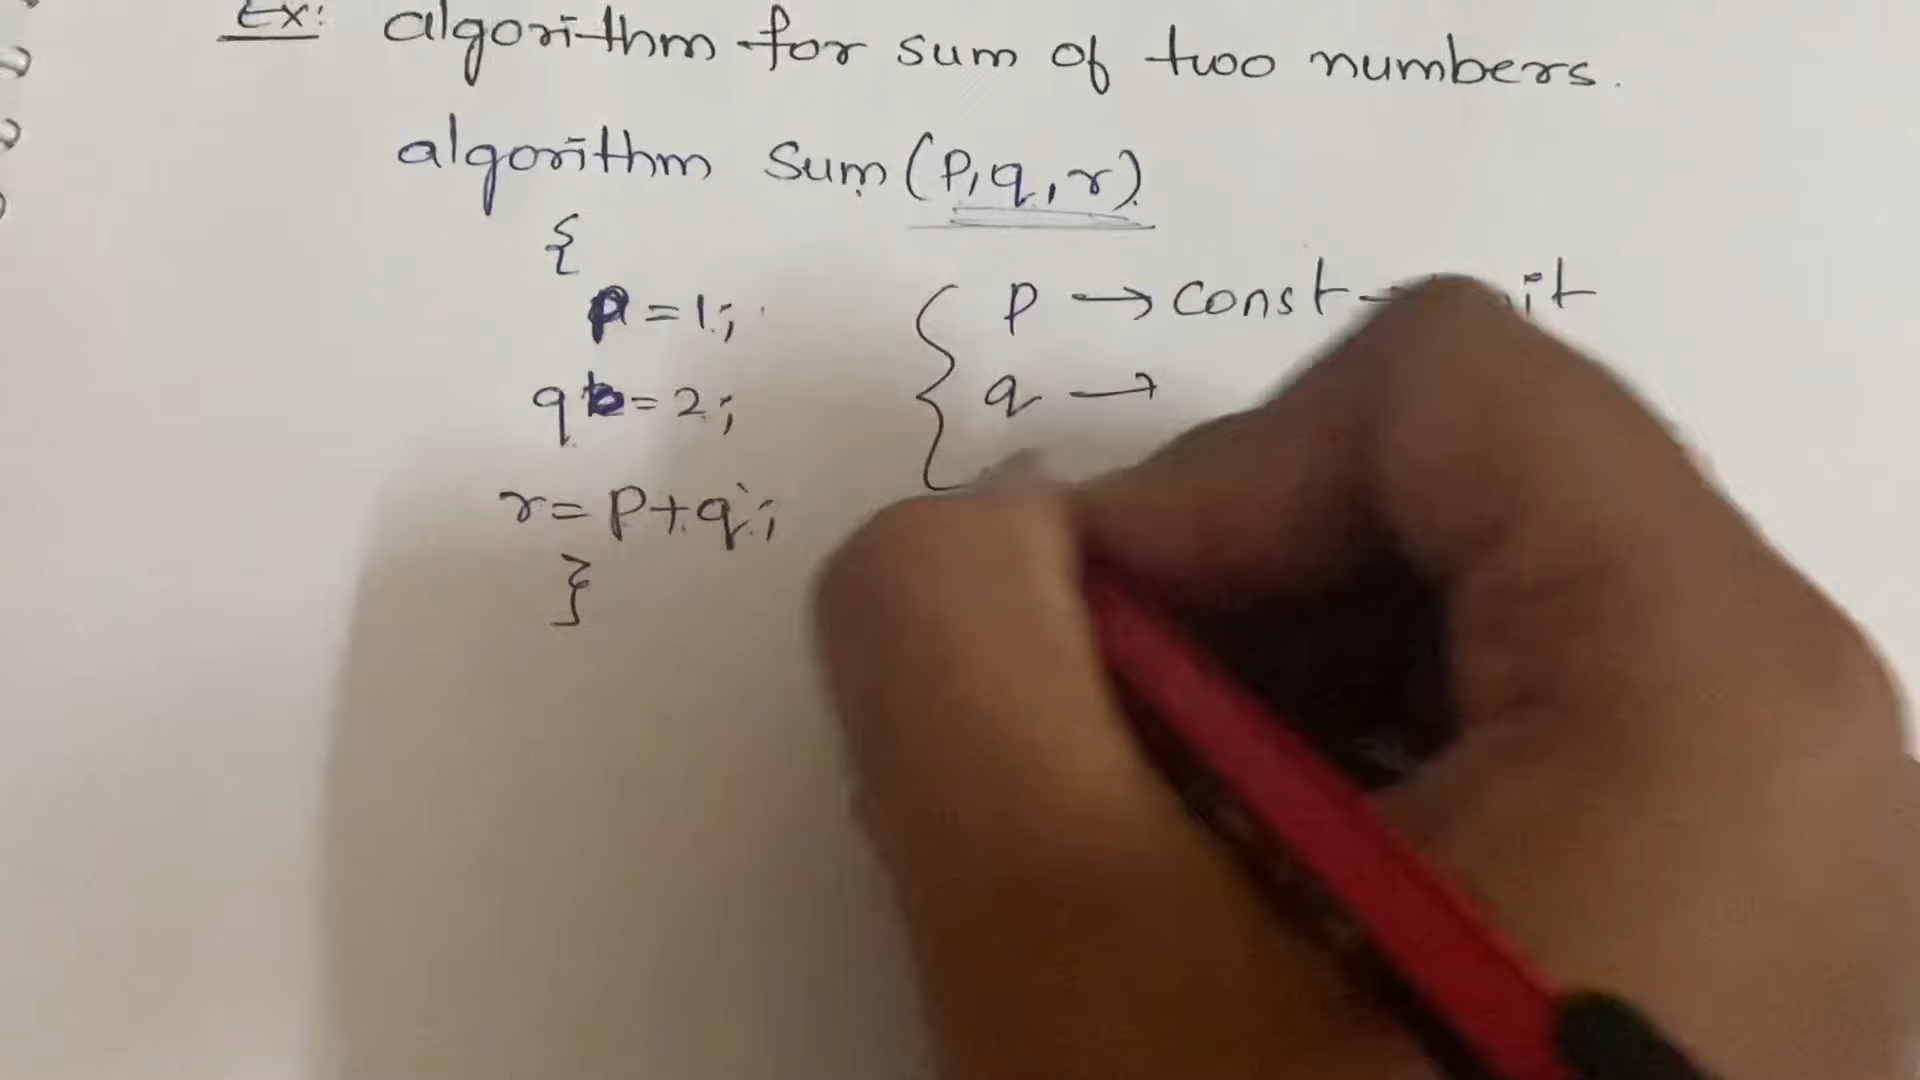 Ex: algorithm for sum of two numbers.
algorithm sum(p,q,r)
{
p=1;
q=2;
r=p+q;
}
{ p → const
q →